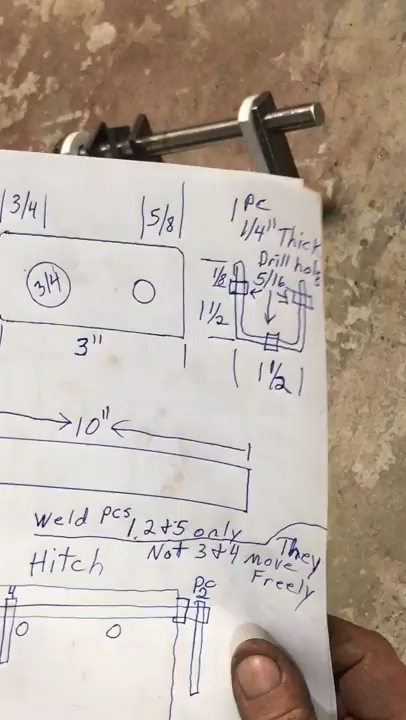 3/4
5/8
1 PC
1/4" Thick
Drill holes
5/16
1/8
1 1/2
1 1/2
3/4
3"
10"
Weld PCs
1, 2 & 5 only
Not 3 & 4 They
move
Freely
Hitch
4
PC
2